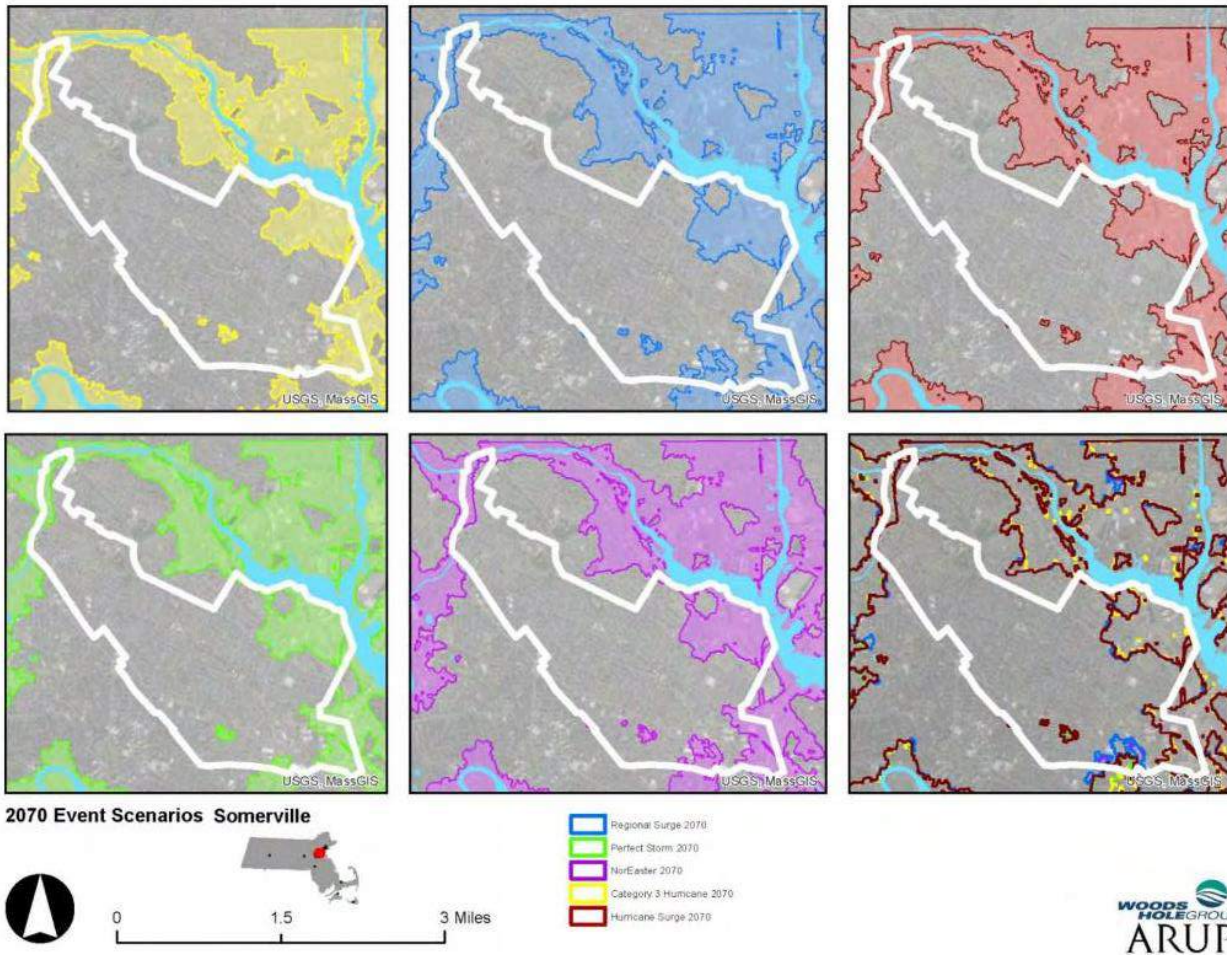 USGS, MassGIS
USGS, MassGIS
USGS, MassGIS
USGS, MassGIS
USGS, MassGIS
USGS, MassGIS
2070 Event Scenarios Somerville
Regional Surge 2070
Perfect Storm 2070
NorEaster 2070
Category 3 Hurricane 2070
Hurricane Surge 2070
0 1.5 3 Miles
WOODS
HOLEGROU
ARUP